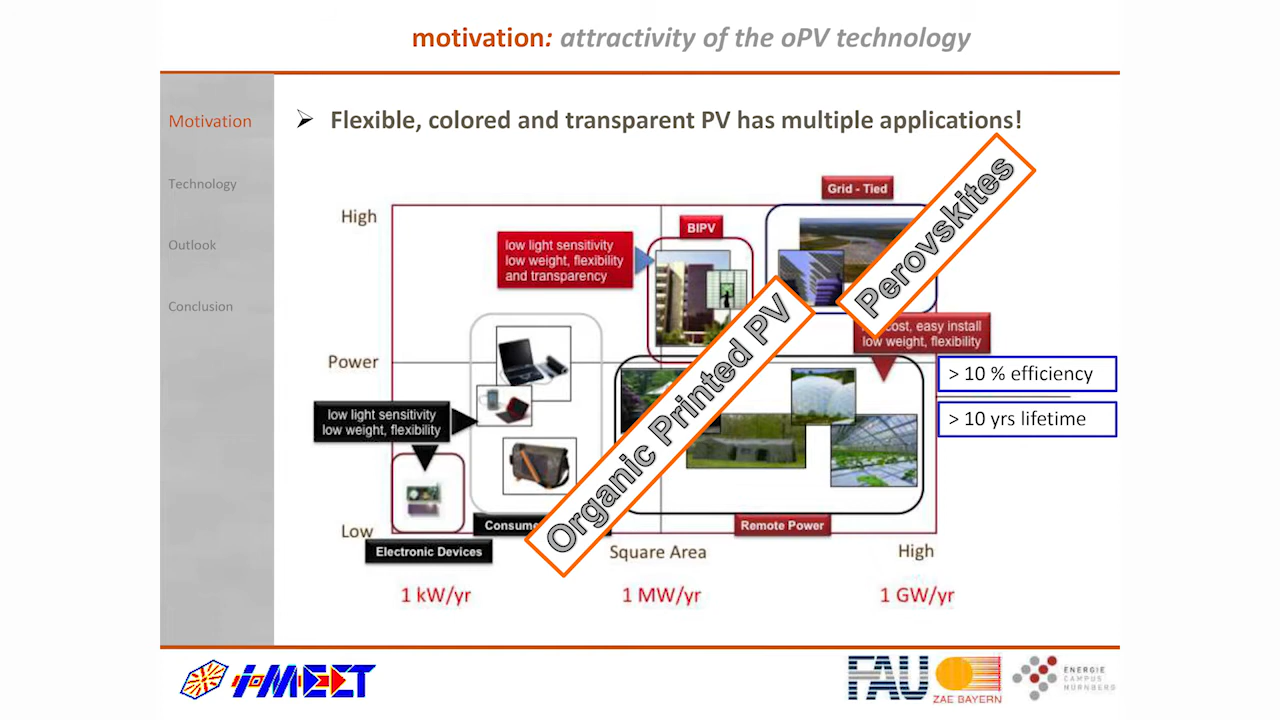 motivation: attractivity of the oPV technology
Motivation
Technology
Outlook
Conclusion
Flexible, colored and transparent PV has multiple applications!
High
Power
Low
Grid - Tied
BIPV
low light sensitivity
low weight, flexibility
and transparency
Perovskites
cost, easy install
low weight, flexibility
> 10 % efficiency
> 10 yrs lifetime
low light sensitivity
low weight, flexibility
Organic Printed PV
Electronic Devices
Remote Power
Square Area
High
1 kW/yr
1 MW/yr
1 GW/yr
i-MEET
FAU
ZAE BAYERN
ENERGIE
CAMPUS
NÜRNBERG